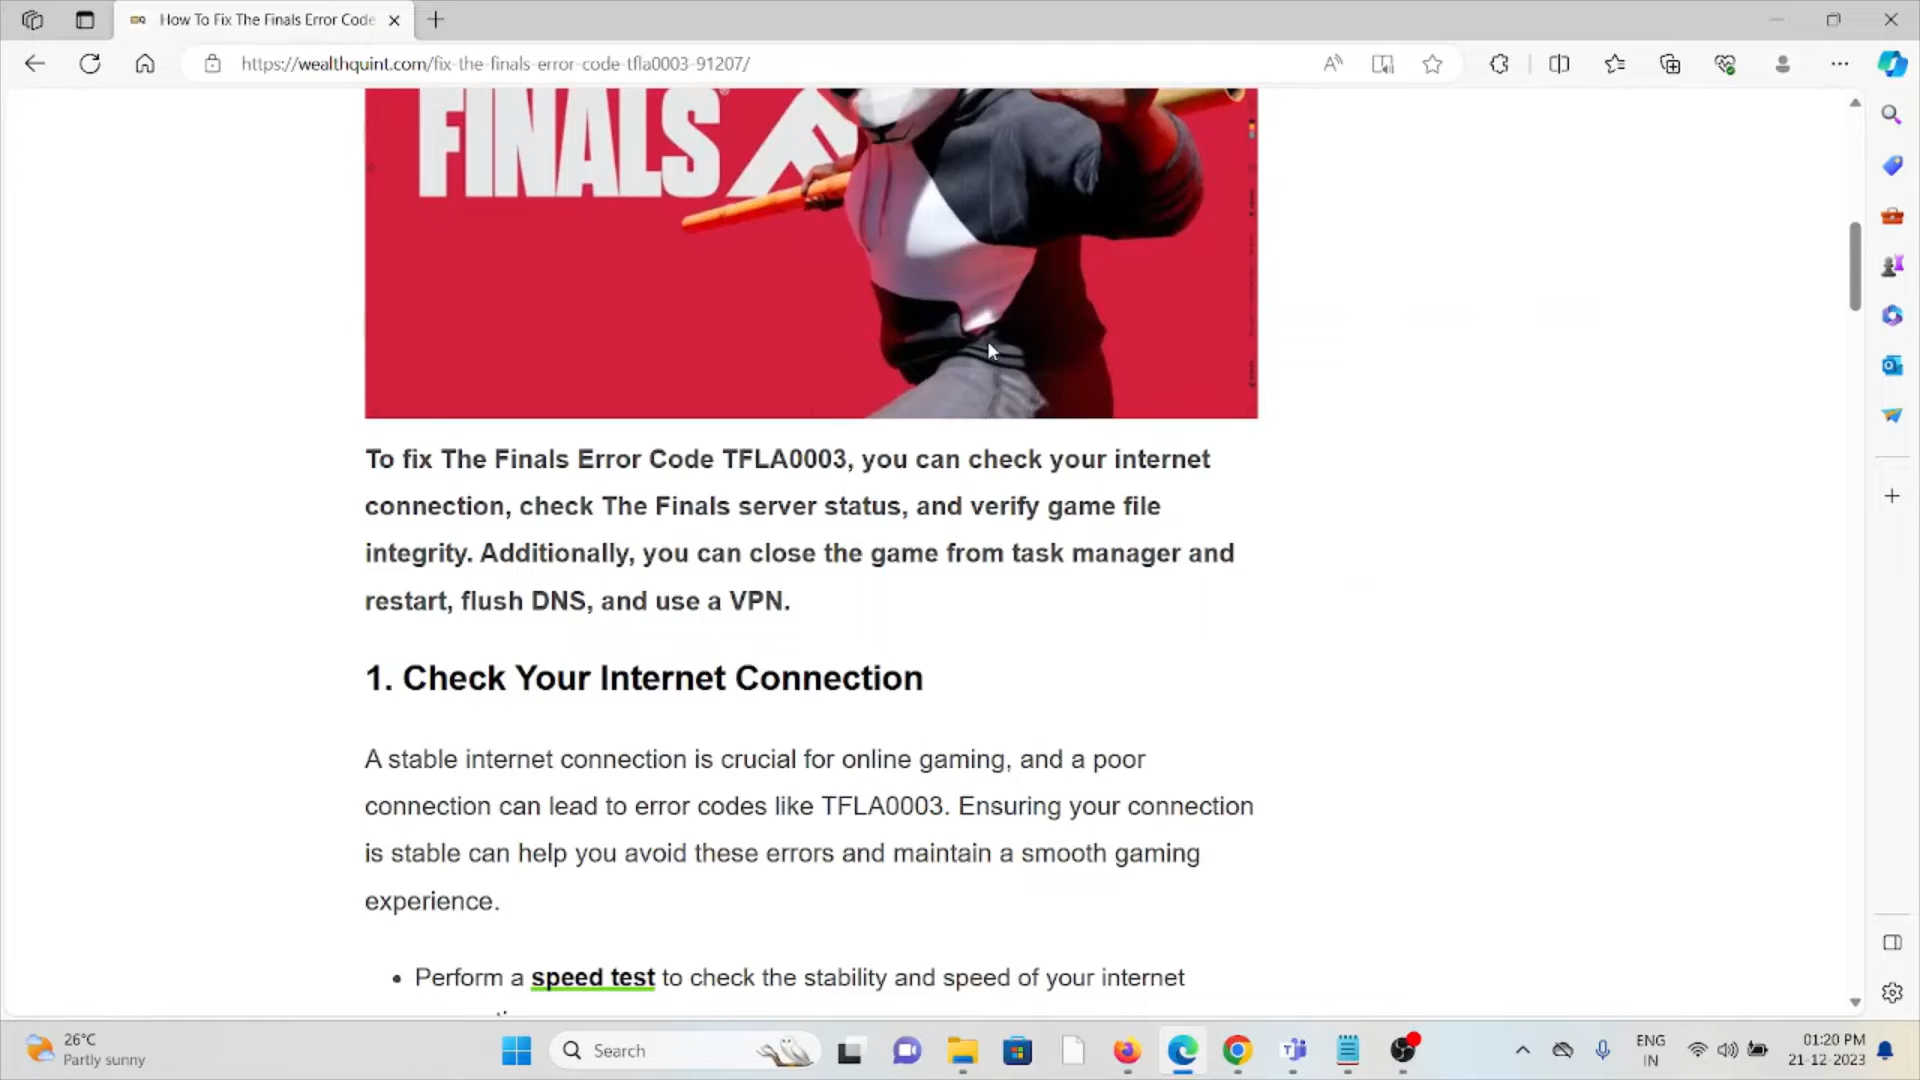 How To Fix The Finals Error Code
https://wealthquint.com/fix-the-finals-error-code-tfla0003-91207/
FINALS
To fix The Finals Error Code TFLA0003, you can check your internet
connection, check The Finals server status, and verify game file
integrity. Additionally, you can close the game from task manager and
restart, flush DNS, and use a VPN.
1. Check Your Internet Connection
A stable internet connection is crucial for online gaming, and a poor
connection can lead to error codes like TFLA0003. Ensuring your connection
is stable can help you avoid these errors and maintain a smooth gaming
experience.
• Perform a speed test to check the stability and speed of your internet
26°C
Partly sunny
Search
ENG
IN
01:20 PM
21-12-2023